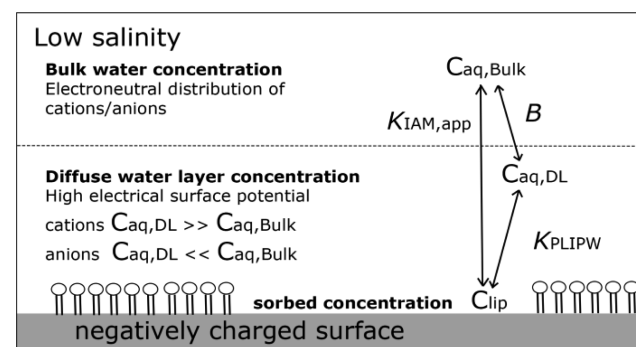 Low salinity
Bulk water concentration
Electroneutral distribution of
cations/anions
Caq,Bulk
KIAM,app
B
Diffuse water layer concentration
High electrical surface potential
cations Caq,DL >> Caq,Bulk
anions Caq,DL << Caq,Bulk
Caq,DL
KPLIPW
sorbed concentration Clip
negatively charged surface